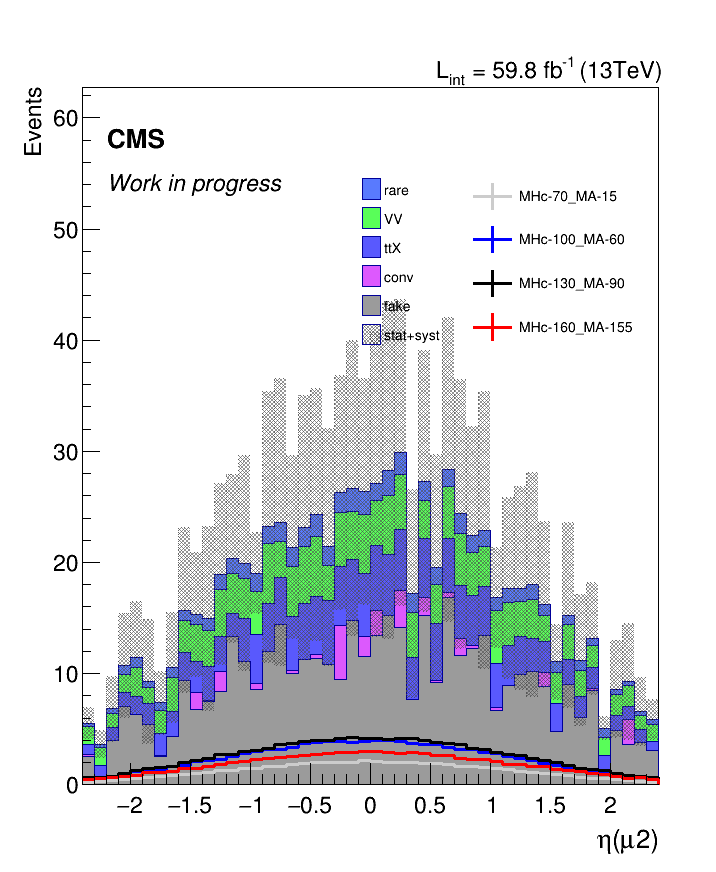 L_int = 59.8 fb^-1 (13TeV)
Events
60
CMS
Work in progress
rare
MHc-70_MA-15
VV
50
MHc-100_MA-60
ttX
conv
MHc-130_MA-90
fake
MHc-160_MA-155
stat+syst
40
30
20
10
0
−2 −1.5 −1 −0.5 0 0.5 1 1.5 2
η(μ2)